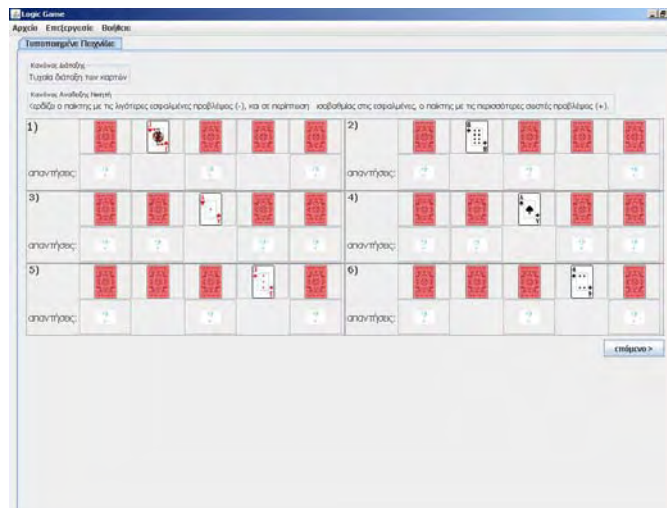 Logic Game
Αρχείο Επεξεργασία Βοήθεια
Τυποποιημένο Παιχνίδι
Κανόνας Διάταξης
Τυχαία διάταξη των καρτών
Κανόνας Ανάδειξης Νικητή
Κερδίζει ο παίκτης με τις λιγότερες εσφαλμένες προβλέψεις (-), και σε περίπτωση ισοβαθμίας στις εσφαλμένες, ο παίκτης με τις περισσότερες σωστές προβλέψεις (+).
1) 2)
απαντήσεις: ? ? απαντήσεις: ? ? ?
3) 4)
απαντήσεις: ? ? ? ? απαντήσεις: ? ? ?
5) 6)
απαντήσεις: ? ? ? απαντήσεις: ? ? ?
επόμενο >